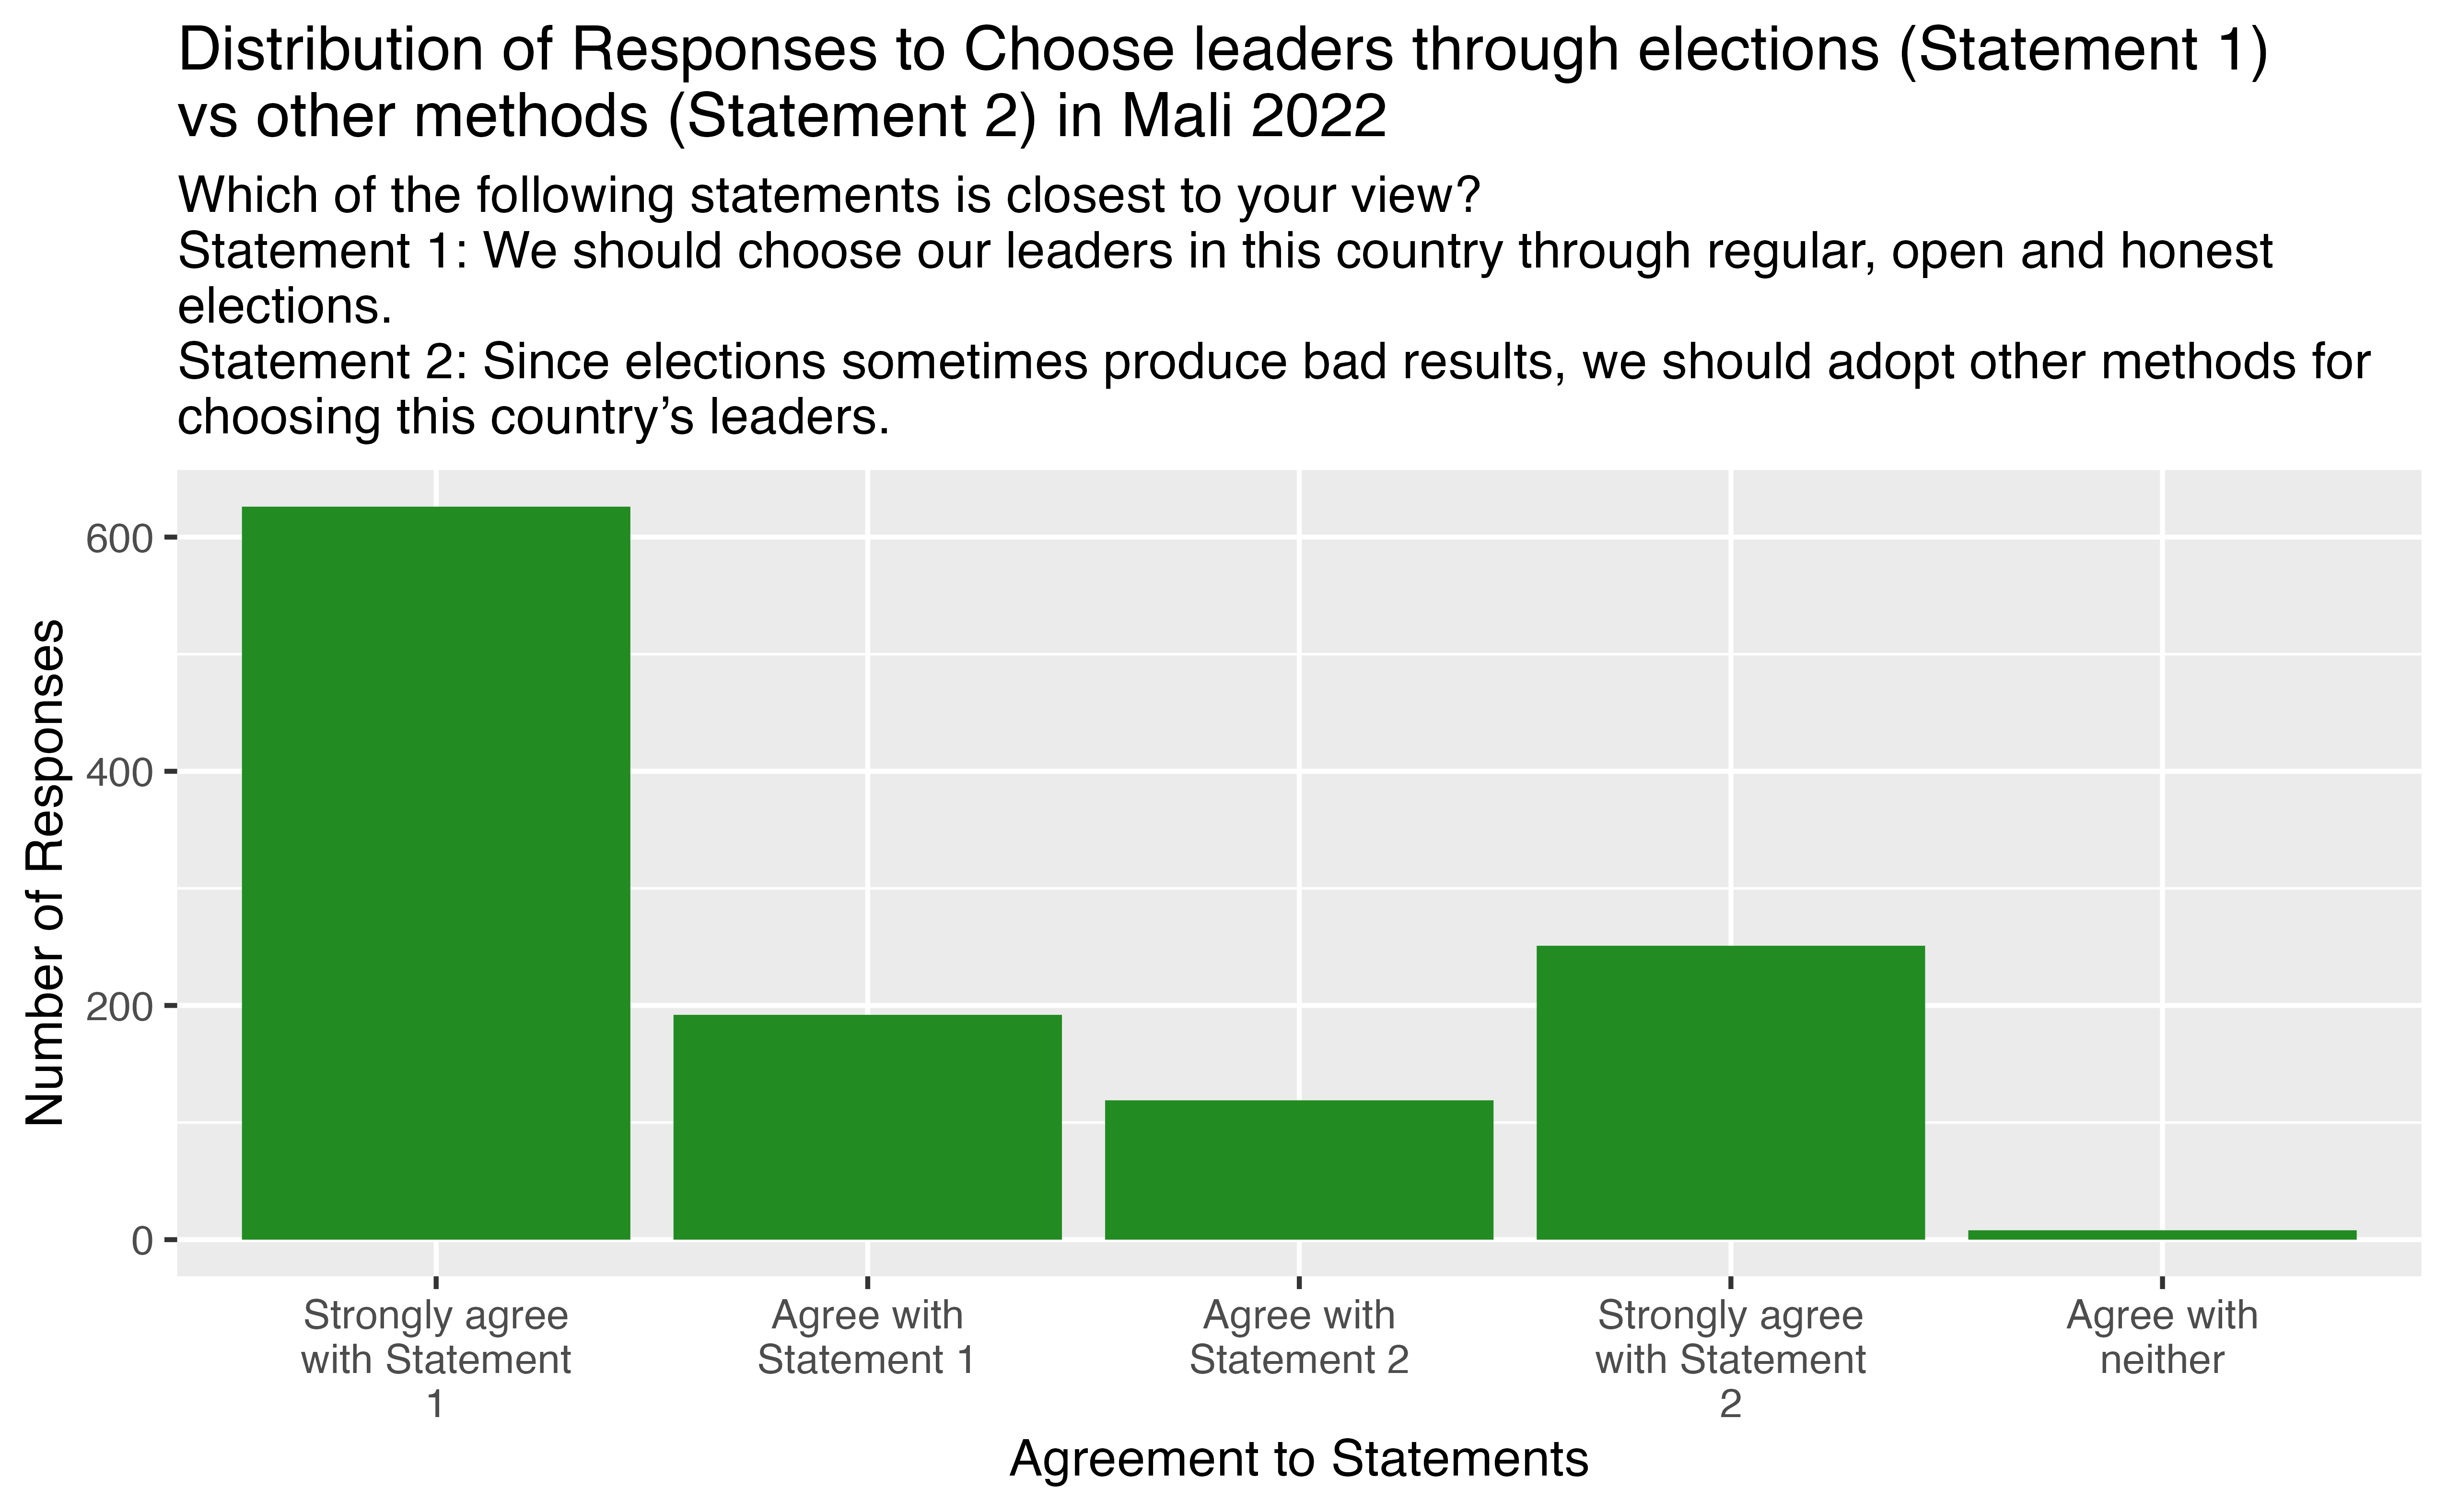 Distribution of Responses to Choose leaders through elections (Statement 1)
vs other methods (Statement 2) in Mali 2022
Which of the following statements is closest to your view?
Statement 1: We should choose our leaders in this country through regular, open and honest
elections.
Statement 2: Since elections sometimes produce bad results, we should adopt other methods for
choosing this country’s leaders.
Number of Responses
600
400
200
0
Strongly agree
with Statement
1
Agree with
Statement 1
Agree with
Statement 2
Strongly agree
with Statement
2
Agree with
neither
Agreement to Statements